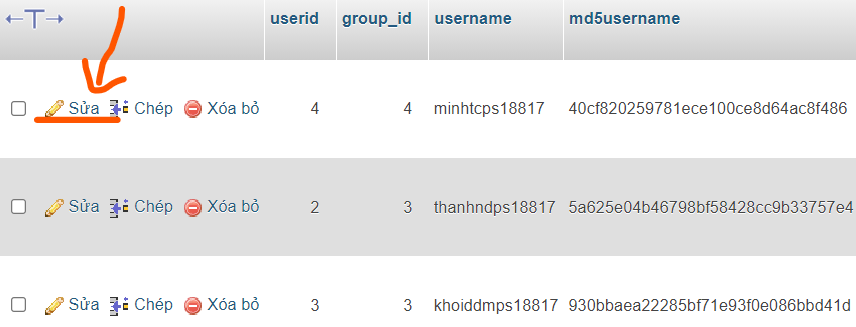 userid group_id username md5username
Sửa Chép Xóa bỏ 4 4 minhtcps18817 40cf820259781ece100ce8d64ac8f486
Sửa Chép Xóa bỏ 2 3 thanhndps18817 5a625e04b46798bf58428cc9b33757e4
Sửa Chép Xóa bỏ 3 3 khoiddmps18817 930bbaea22285bf71e93f0e086bbd41d